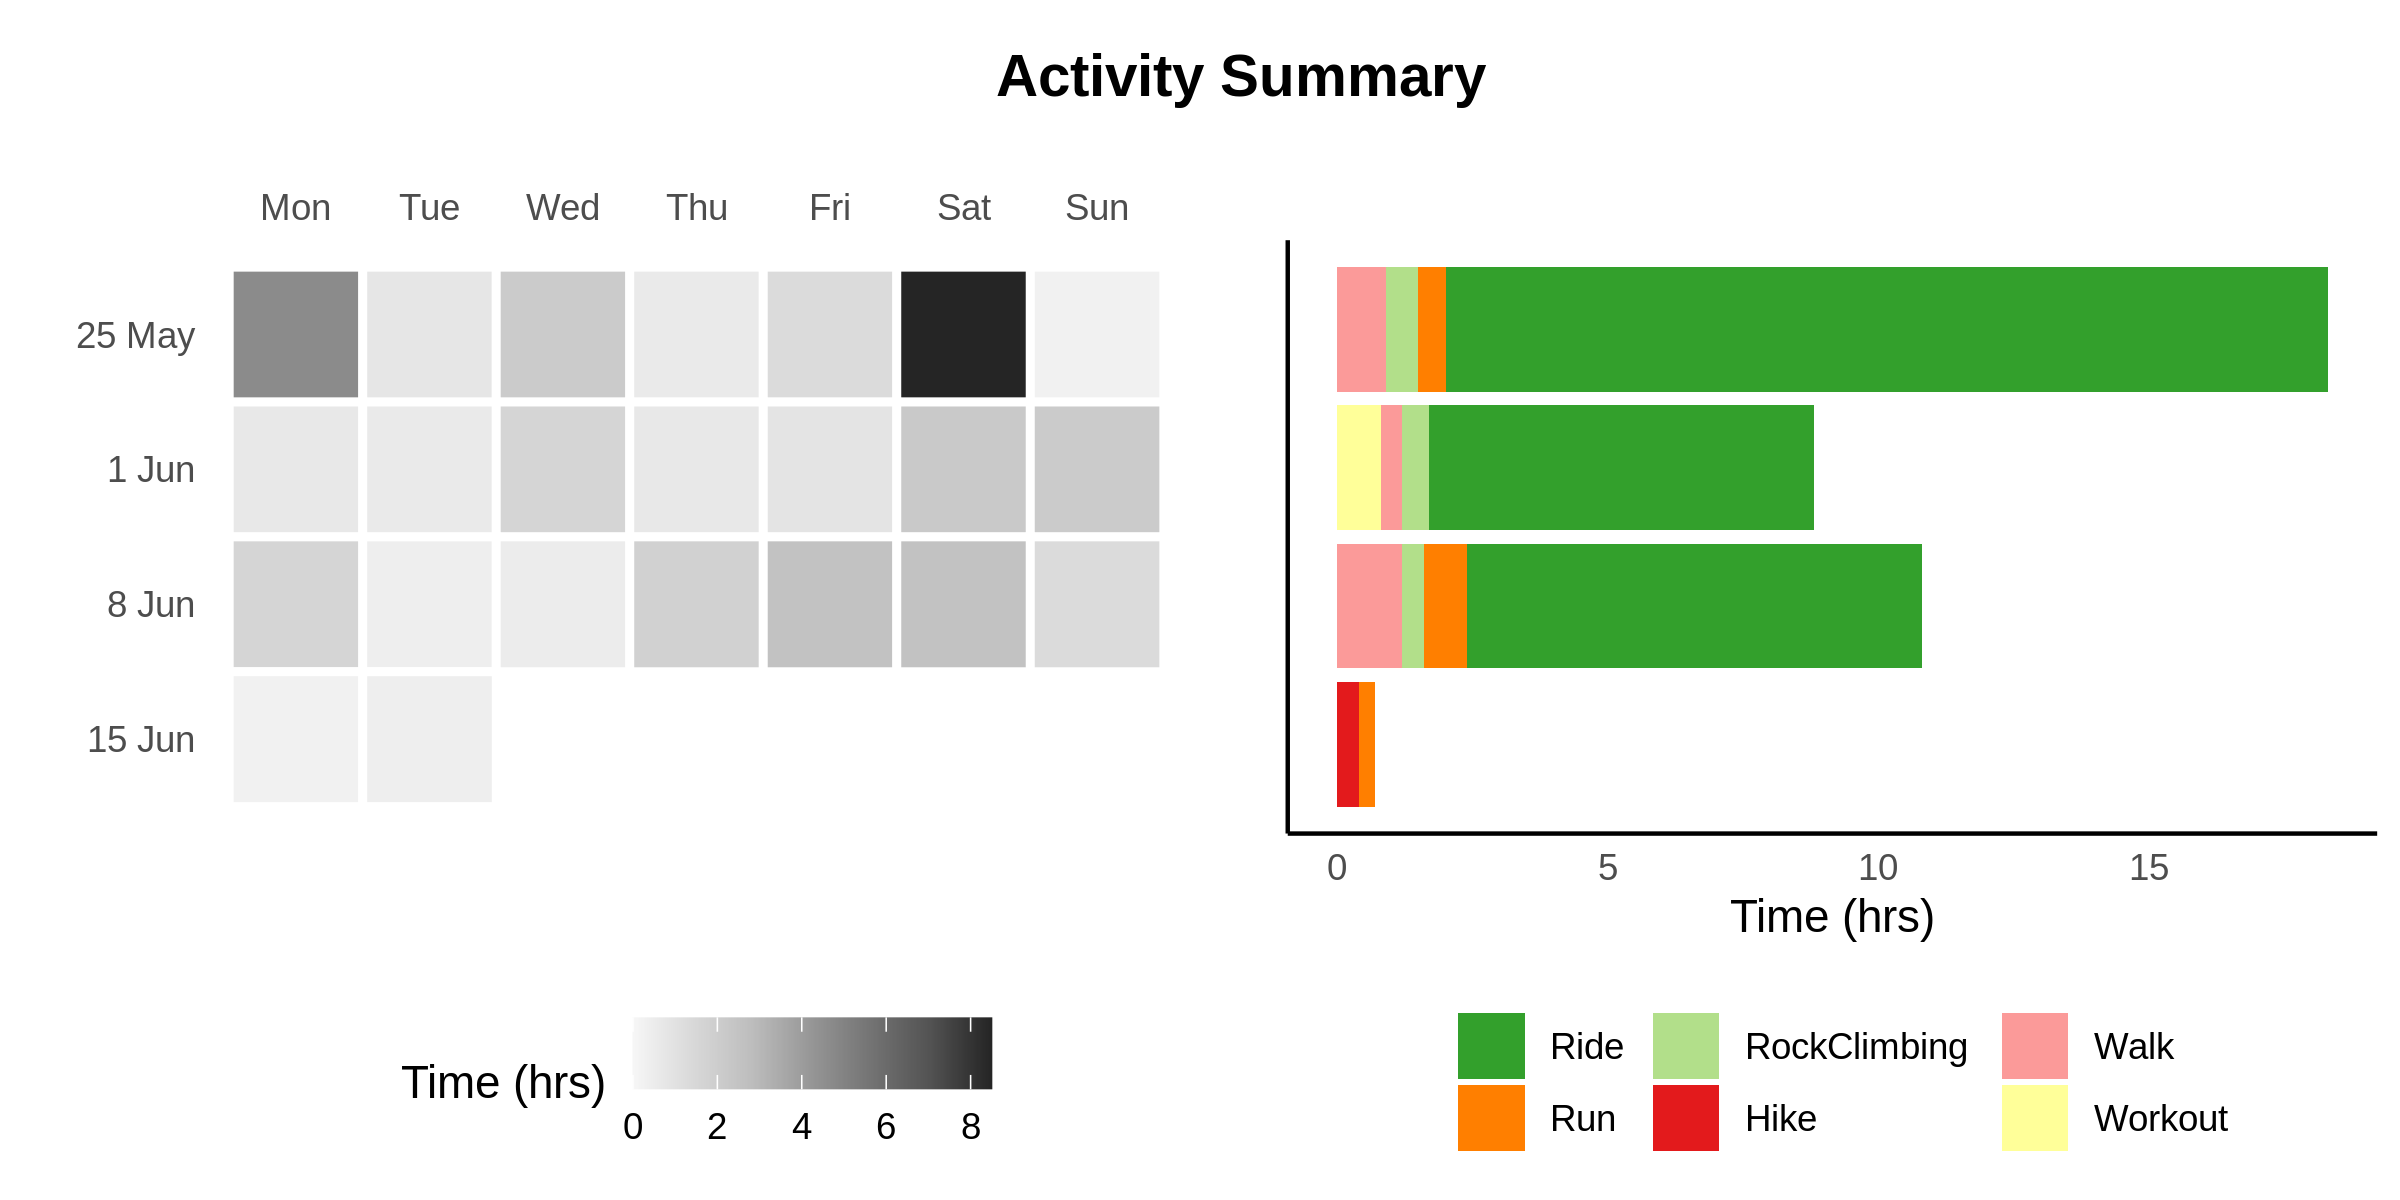 Activity Summary
Mon Tue Wed Thu Fri Sat Sun
25 May
1 Jun
8 Jun
15 Jun
0 5 10 15
Time (hrs)
Time (hrs)
0 2 4 6 8
Ride RockClimbing Walk
Run Hike Workout